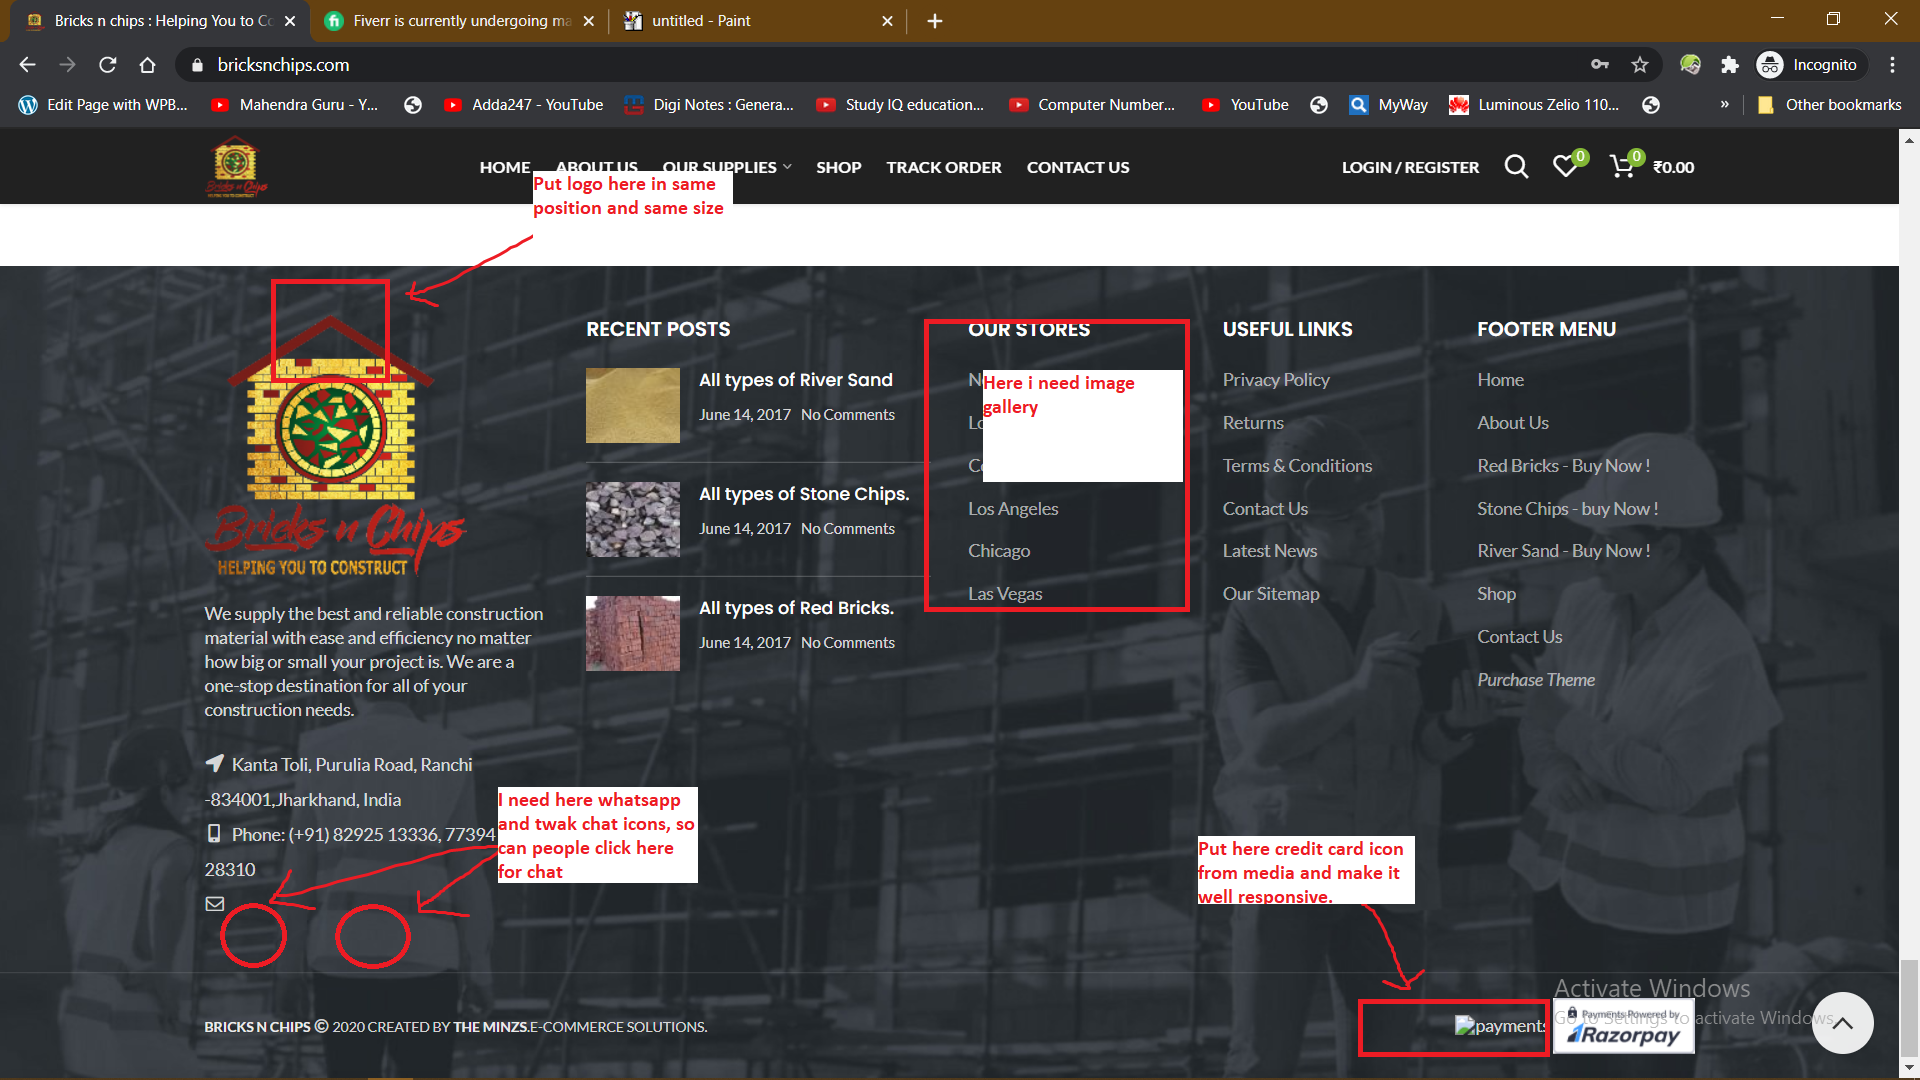 Bricks n chips : Helping You to Co
Fiverr is currently undergoing ma
untitled - Paint
bricksnchips.com
Incognito
Edit Page with WPB...
Mahendra Guru - Y...
Adda247 - YouTube
Digi Notes : Genera...
Study IQ education...
Computer Number...
YouTube
MyWay
Luminous Zelio 110...
»
Other bookmarks
Bricks n Chips
HOME
ABOUT US
OUR SUPPLIES
SHOP
TRACK ORDER
CONTACT US
LOGIN / REGISTER
0
0
₹0.00
Put logo here in same
position and same size
Bricks n Chips
HELPING YOU TO CONSTRUCT
We supply the best and reliable construction
material with ease and efficiency no matter
how big or small your project is. We are a
one-stop destination for all of your
construction needs.
Kanta Toli, Purulia Road, Ranchi
-834001,Jharkhand, India
Phone: (+91) 82925 13336, 77394
28310
I need here whatsapp
and twak chat icons, so
can people click here
for chat
RECENT POSTS
All types of River Sand
June 14, 2017 No Comments
All types of Stone Chips.
June 14, 2017 No Comments
All types of Red Bricks.
June 14, 2017 No Comments
OUR STORES
Here i need image
gallery
Los Angeles
Chicago
Las Vegas
USEFUL LINKS
Privacy Policy
Returns
Terms & Conditions
Contact Us
Latest News
Our Sitemap
FOOTER MENU
Home
About Us
Red Bricks - Buy Now !
Stone Chips - buy Now !
River Sand - Buy Now !
Shop
Contact Us
Purchase Theme
Put here credit card icon
from media and make it
well responsive.
BRICKS N CHIPS © 2020 CREATED BY THE MINZS.E-COMMERCE SOLUTIONS.
payments
Payments Powered by
Razorpay
Activate Windows
Go to Settings to activate Windows.